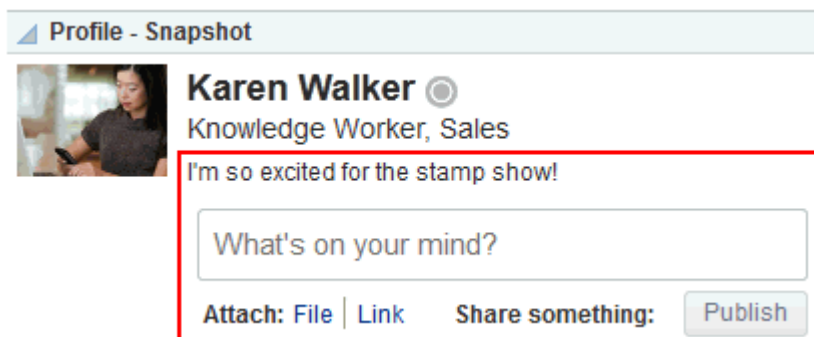 Profile - Snapshot
Karen Walker
Knowledge Worker, Sales
I'm so excited for the stamp show!
What's on your mind?
Attach: File | Link Share something: Publish